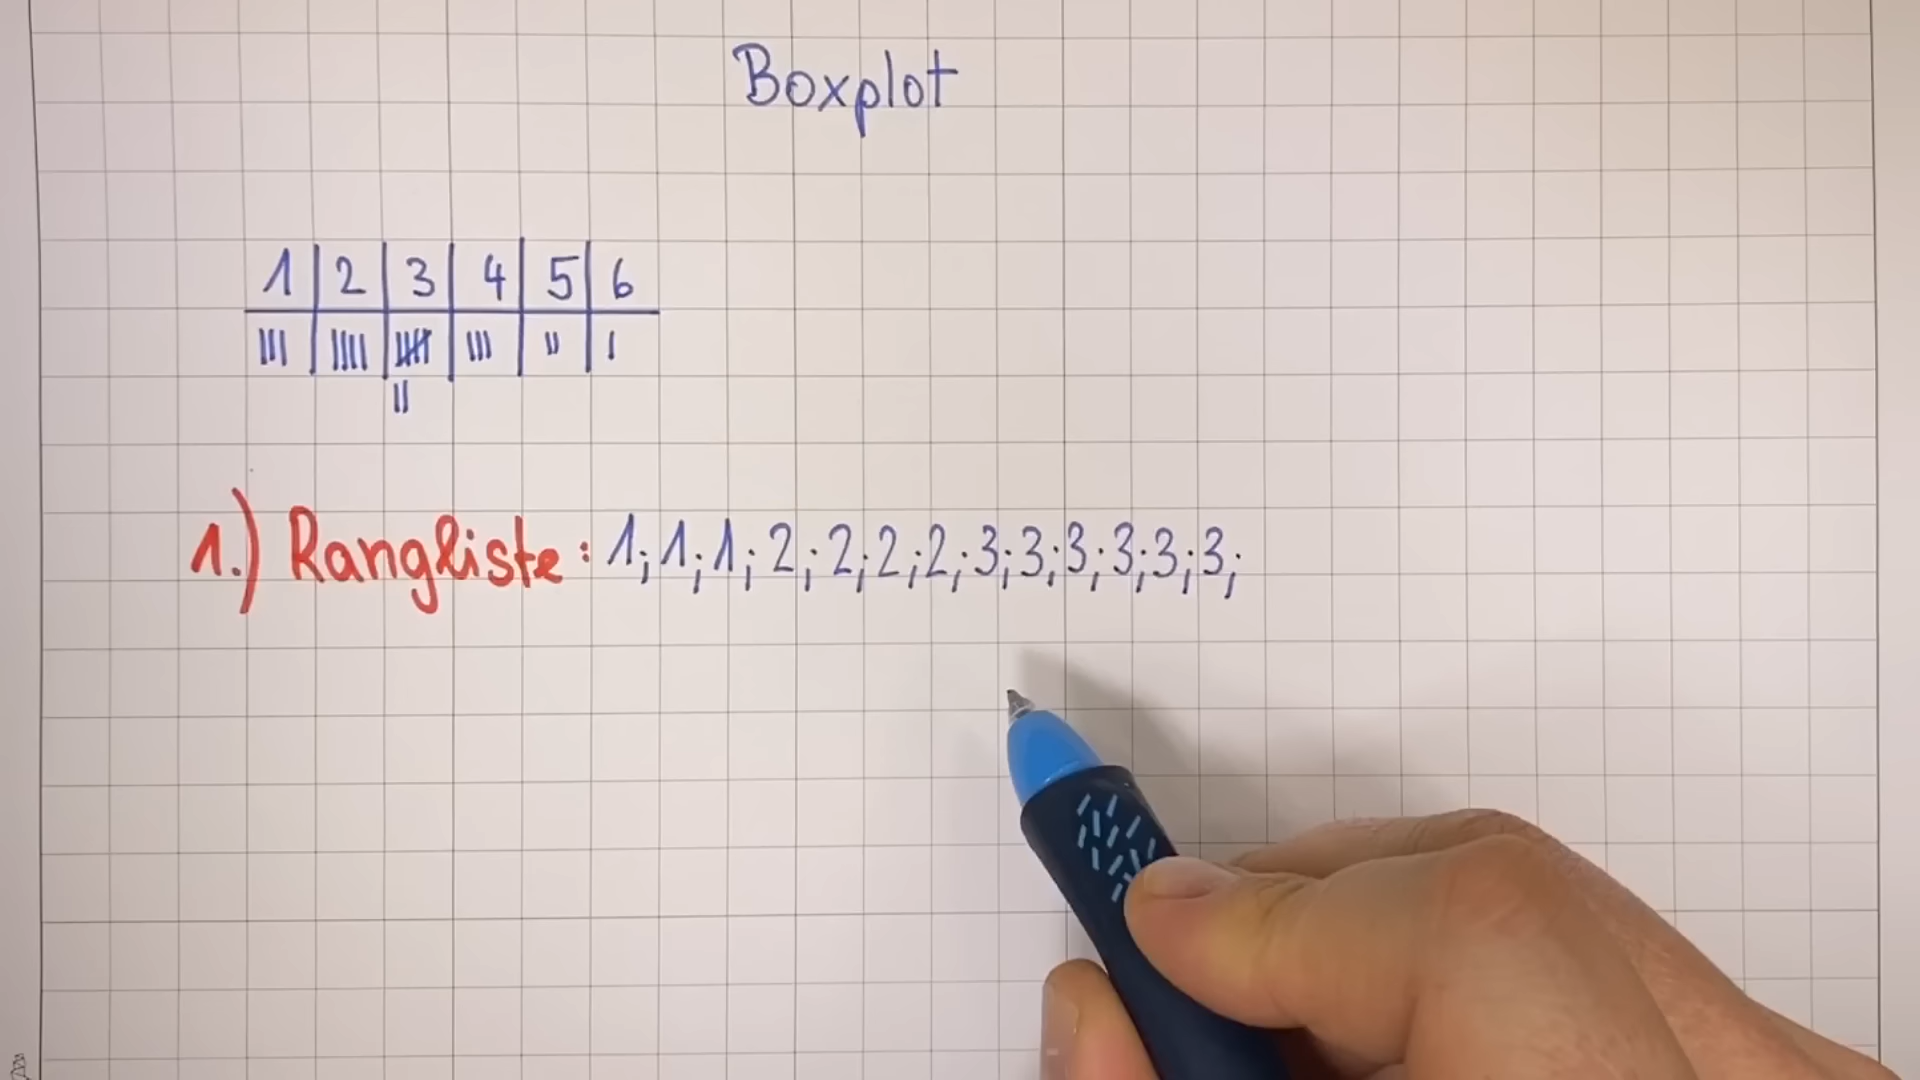 Boxplot
1 2 3 4 5 6
||| |||| |||| || ||| || |
1.) Rangliste: 1; 1; 1; 2; 2; 2; 2; 3; 3; 3; 3; 3; 3;